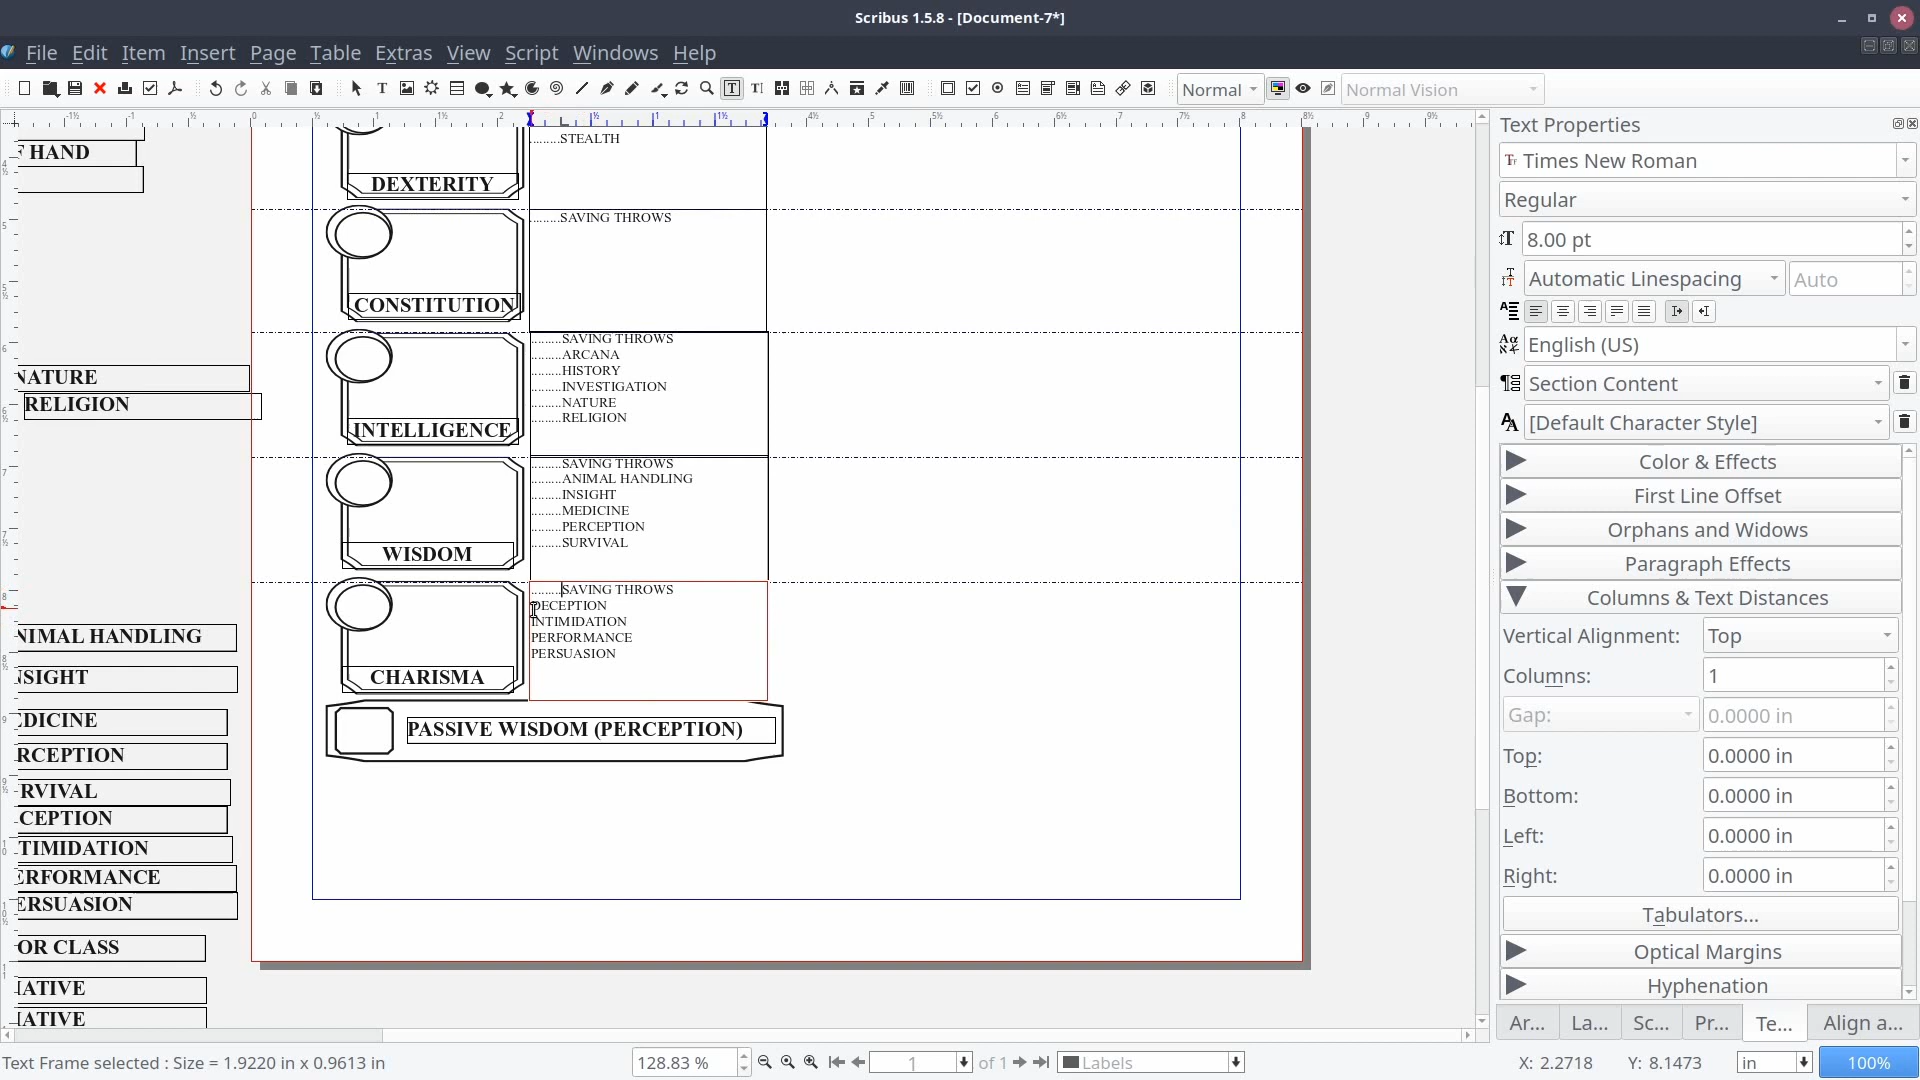 Scribus 1.5.8 - [Document-7*]
File Edit Item Insert Page Table Extras View Script Windows Help
Normal
Normal Vision
HAND
NATURE
RELIGION
NIMAL HANDLING
SIGHT
EDICINE
RCEPTION
RVIVAL
CEPTION
TIMIDATION
ERFORMANCE
ERSUASION
OR CLASS
IATIVE
IATIVE
DEXTERITY
.........STEALTH
CONSTITUTION
.........SAVING THROWS
INTELLIGENCE
.........SAVING THROWS
.........ARCANA
.........HISTORY
.........INVESTIGATION
.........NATURE
.........RELIGION
WISDOM
.........SAVING THROWS
.........ANIMAL HANDLING
.........INSIGHT
.........MEDICINE
.........PERCEPTION
.........SURVIVAL
CHARISMA
.........SAVING THROWS
DECEPTION
INTIMIDATION
PERFORMANCE
PERSUASION
PASSIVE WISDOM (PERCEPTION)
Text Properties
Times New Roman
Regular
8.00 pt
Automatic Linespacing Auto
English (US)
Section Content
[Default Character Style]
Color & Effects
First Line Offset
Orphans and Widows
Paragraph Effects
Columns & Text Distances
Vertical Alignment: Top
Columns: 1
Gap: 0.0000 in
Top: 0.0000 in
Bottom: 0.0000 in
Left: 0.0000 in
Right: 0.0000 in
Tabulators...
Optical Margins
Hyphenation
Ar... La... Sc... Pr... Te... Align a...
Text Frame selected : Size = 1.9220 in x 0.9613 in
128.83 %
1 of 1
Labels
X: 2.2718 Y: 8.1473
in
100%